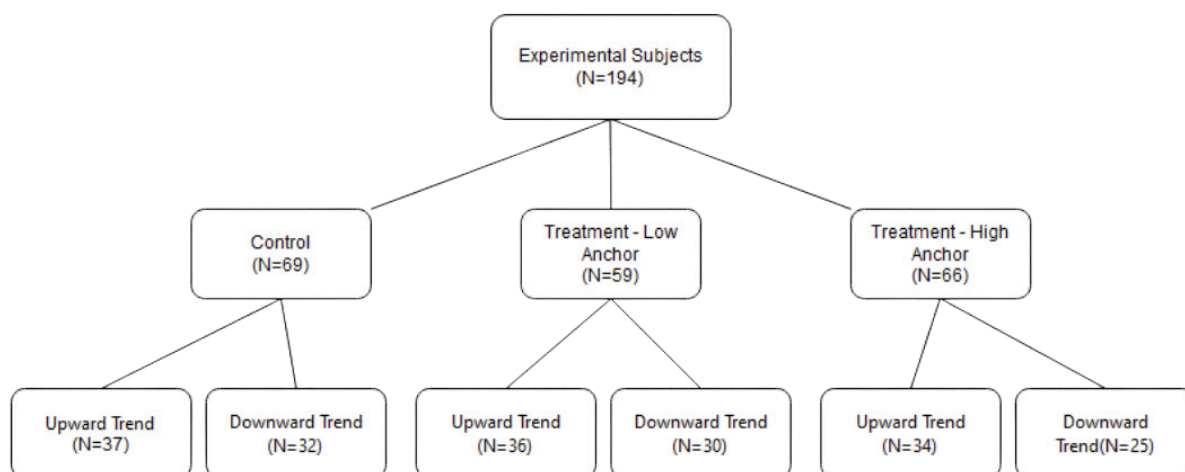 Experimental Subjects
(N=194)
Control
(N=69)
Treatment - Low
Anchor
(N=59)
Treatment - High
Anchor
(N=66)
Upward Trend
(N=37)
Downward Trend
(N=32)
Upward Trend
(N=36)
Downward Trend
(N=30)
Upward Trend
(N=34)
Downward
Trend(N=25)